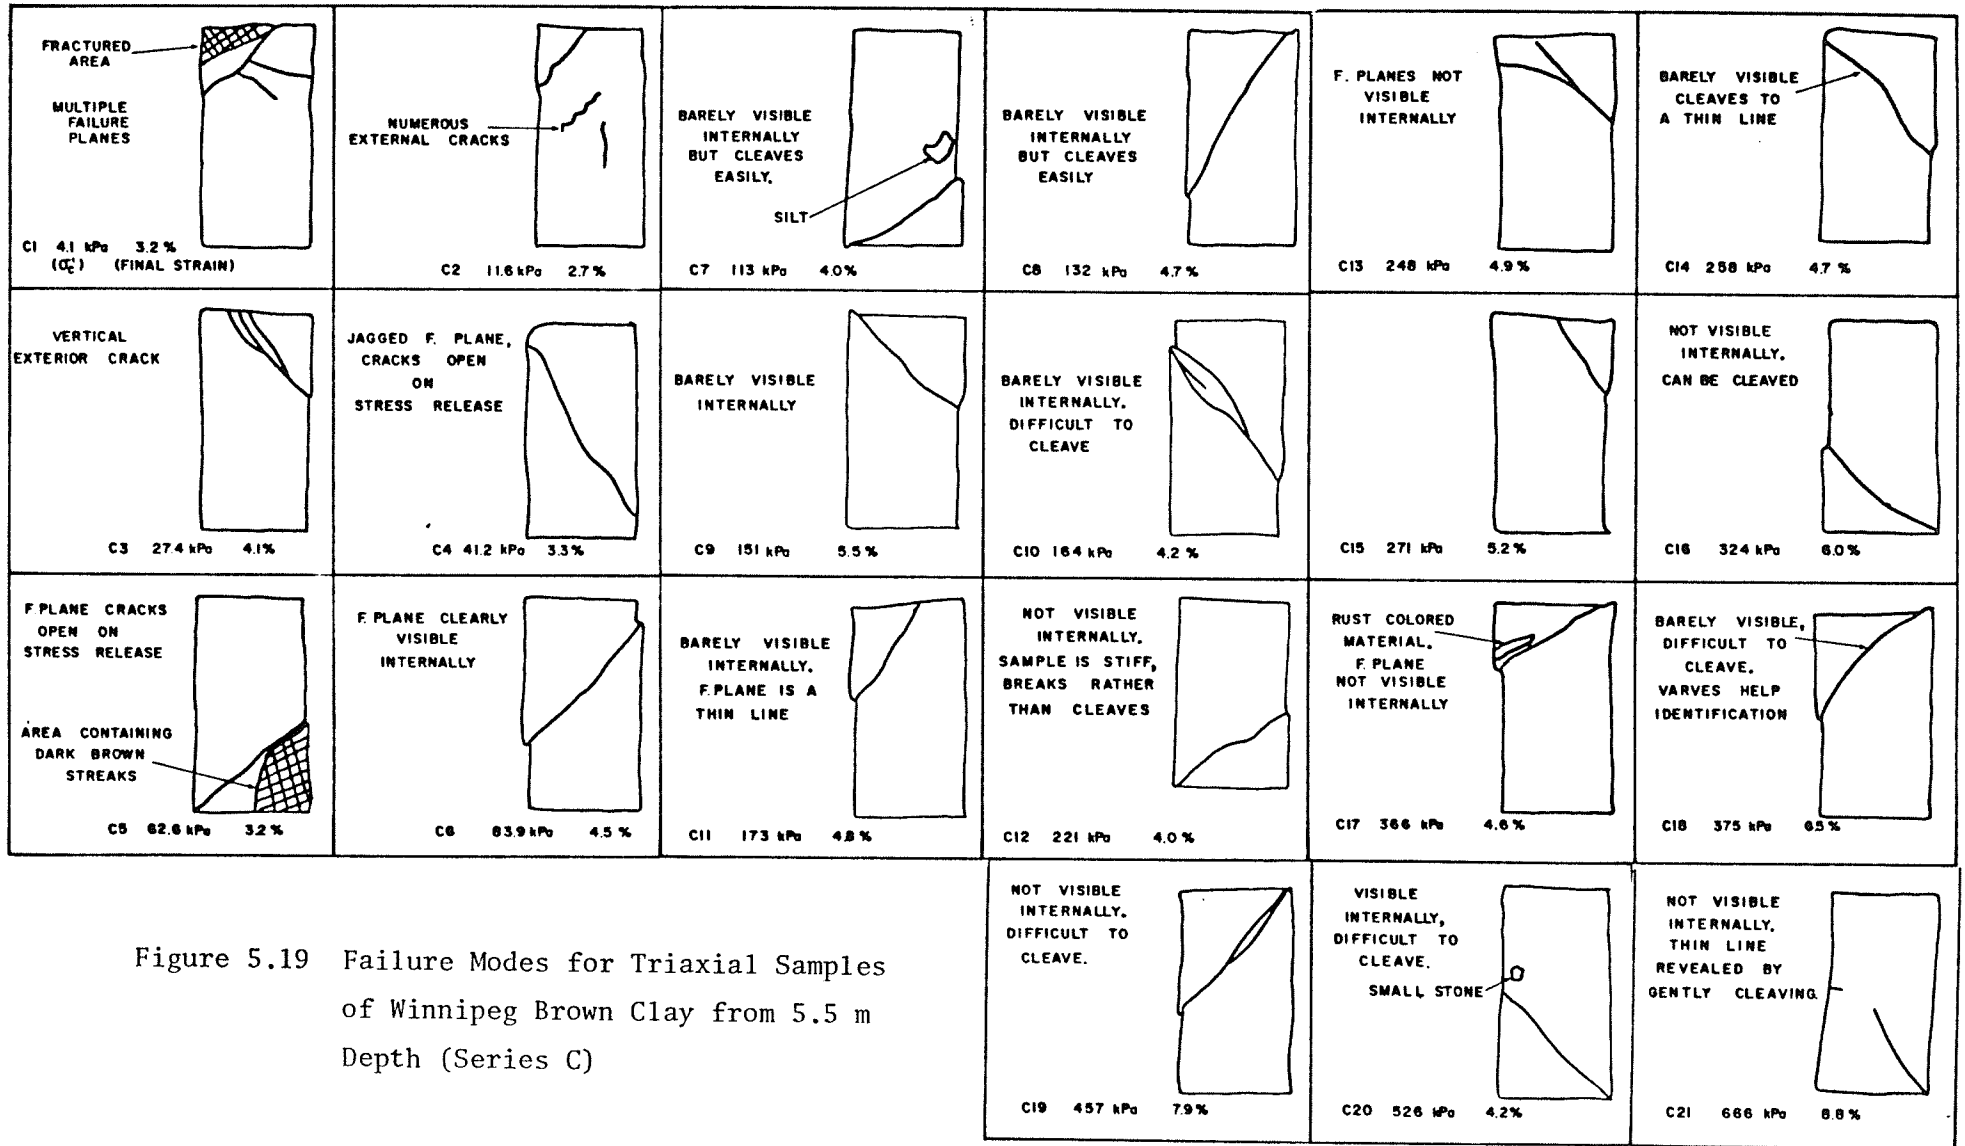 FRACTURED
AREA
MULTIPLE
FAILURE
PLANES
C1 4.1 kPa 3.2 %
(σ'c) (FINAL STRAIN)
NUMEROUS
EXTERNAL CRACKS
C2 11.6 kPa 2.7 %
BARELY VISIBLE
INTERNALLY
BUT CLEAVES
EASILY.
SILT
C7 113 kPa 4.0%
BARELY VISIBLE
INTERNALLY
BUT CLEAVES
EASILY
C8 132 kPa 4.7 %
F. PLANES NOT
VISIBLE
INTERNALLY
C13 248 kPa 4.9 %
BARELY VISIBLE
CLEAVES TO
A THIN LINE
C14 258 kPa 4.7 %
VERTICAL
EXTERIOR CRACK
C3 27.4 kPa 4.1%
JAGGED F. PLANE,
CRACKS OPEN
ON
STRESS RELEASE
C4 41.2 kPa 3.3%
BARELY VISIBLE
INTERNALLY
C9 151 kPa 5.5 %
BARELY VISIBLE
INTERNALLY.
DIFFICULT TO
CLEAVE
C10 164 kPa 4.2 %
C15 271 kPa 5.2 %
NOT VISIBLE
INTERNALLY.
CAN BE CLEAVED
C16 324 kPa 6.0 %
F. PLANE CRACKS
OPEN ON
STRESS RELEASE
AREA CONTAINING
DARK BROWN
STREAKS
C5 62.6 kPa 3.2 %
F. PLANE CLEARLY
VISIBLE
INTERNALLY
C6 83.9 kPa 4.5 %
BARELY VISIBLE
INTERNALLY.
F. PLANE IS A
THIN LINE
C11 173 kPa 4.8 %
NOT VISIBLE
INTERNALLY.
SAMPLE IS STIFF,
BREAKS RATHER
THAN CLEAVES
C12 221 kPa 4.0 %
RUST COLORED
MATERIAL.
F. PLANE
NOT VISIBLE
INTERNALLY
C17 366 kPa 4.6 %
BARELY VISIBLE,
DIFFICULT TO
CLEAVE.
VARVES HELP
IDENTIFICATION
C18 375 kPa 6.5 %
NOT VISIBLE
INTERNALLY.
DIFFICULT TO
CLEAVE.
C19 457 kPa 7.9 %
VISIBLE
INTERNALLY,
DIFFICULT TO
CLEAVE.
SMALL STONE
C20 526 kPa 4.2%
NOT VISIBLE
INTERNALLY.
THIN LINE
REVEALED BY
GENTLY CLEAVING.
C21 666 kPa 8.8 %
Figure 5.19 Failure Modes for Triaxial Samples
of Winnipeg Brown Clay from 5.5 m
Depth (Series C)